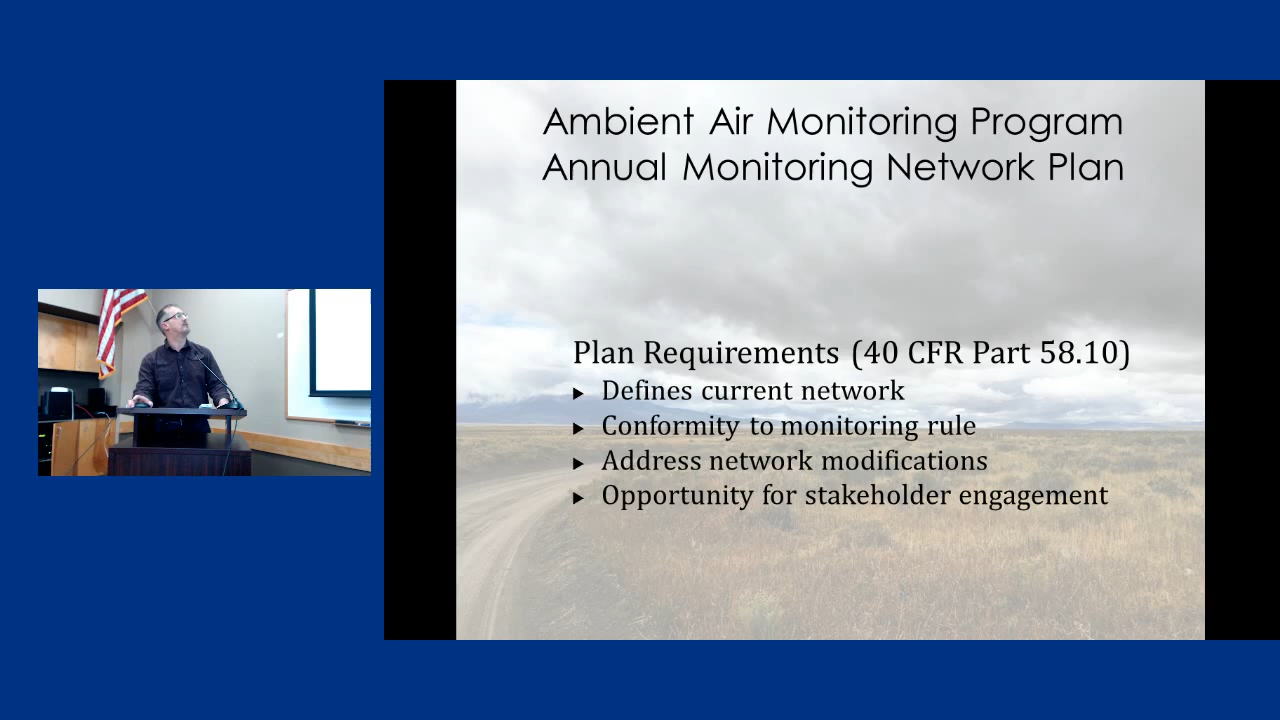 Ambient Air Monitoring Program
Annual Monitoring Network Plan
Plan Requirements (40 CFR Part 58.10)
Defines current network
Conformity to monitoring rule
Address network modifications
Opportunity for stakeholder engagement